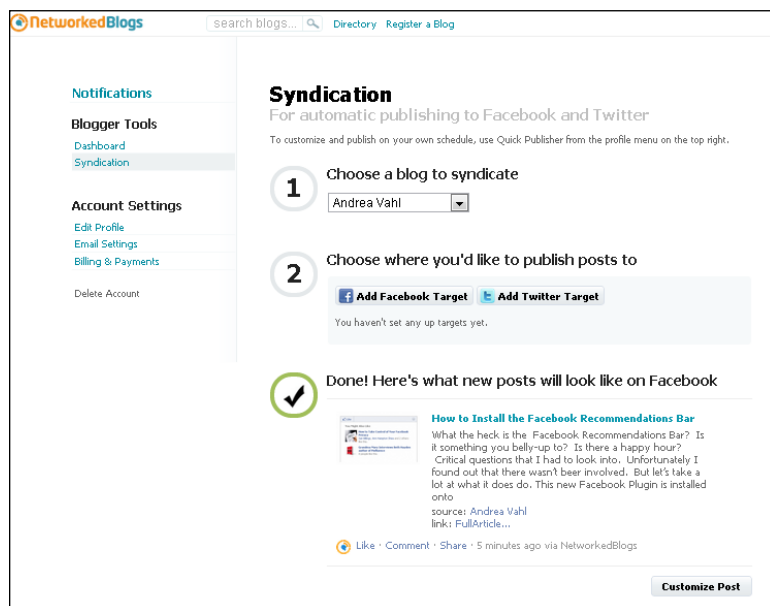 NetworkedBlogs
search blogs...
Directory Register a Blog
Notifications
Blogger Tools
Dashboard
Syndication
Account Settings
Edit Profile
Email Settings
Billing & Payments
Delete Account
Syndication
For automatic publishing to Facebook and Twitter
To customize and publish on your own schedule, use Quick Publisher from the profile menu on the top right.
1
Choose a blog to syndicate
Andrea Vahl
2
Choose where you'd like to publish posts to
Add Facebook Target Add Twitter Target
You haven't set any up targets yet.
Done! Here's what new posts will look like on Facebook
How to Install the Facebook Recommendations Bar
What the heck is the Facebook Recommendations Bar? Is
it something you belly-up to? Is there a happy hour?
Critical questions that I had to look into. Unfortunately I
found out that there wasn't beer involved. But let's take a
lot at what it does do. This new Facebook Plugin is installed
onto
source: Andrea Vahl
link: FullArticle...
Like · Comment · Share · 5 minutes ago via NetworkedBlogs
Customize Post